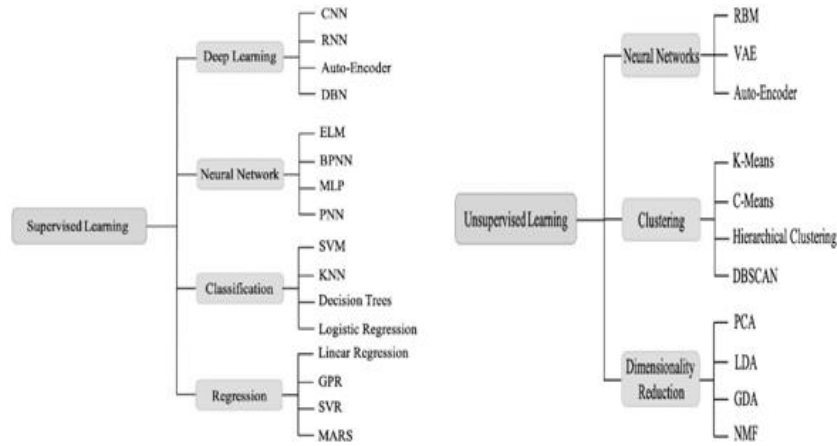 Supervised Learning
Deep Learning
CNN
RNN
Auto-Encoder
DBN
Neural Network
ELM
BPNN
MLP
PNN
Classification
SVM
KNN
Decision Trees
Logistic Regression
Regression
Linear Regression
GPR
SVR
MARS
Unsupervised Learning
Neural Networks
RBM
VAE
Auto-Encoder
Clustering
K-Means
C-Means
Hierarchical Clustering
DBSCAN
Dimensionality
Reduction
PCA
LDA
GDA
NMF